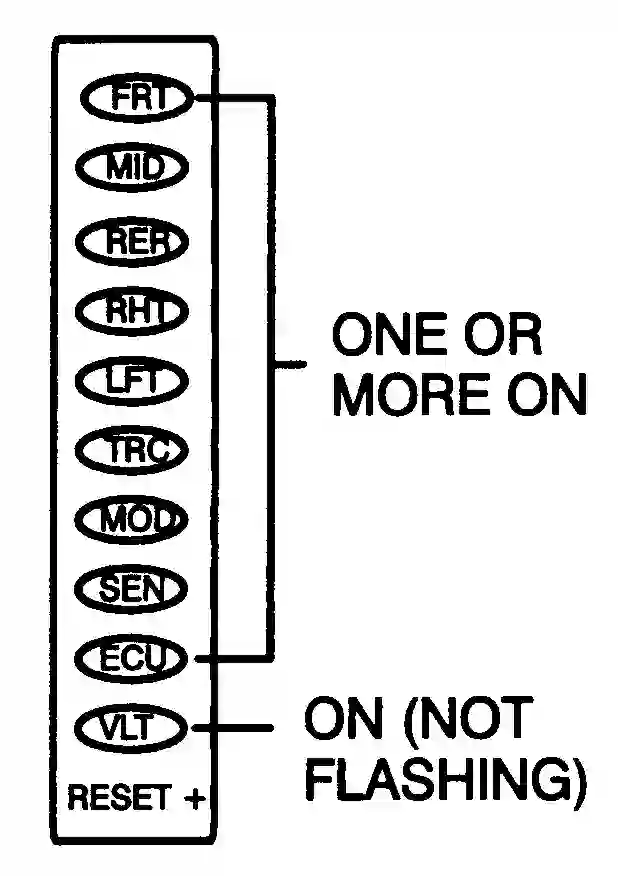 FRT
MID
RER
RHT
LFT
TRC
MOD
SEN
ECU
VLT
RESET +
ONE OR
MORE ON
ON (NOT
FLASHING)